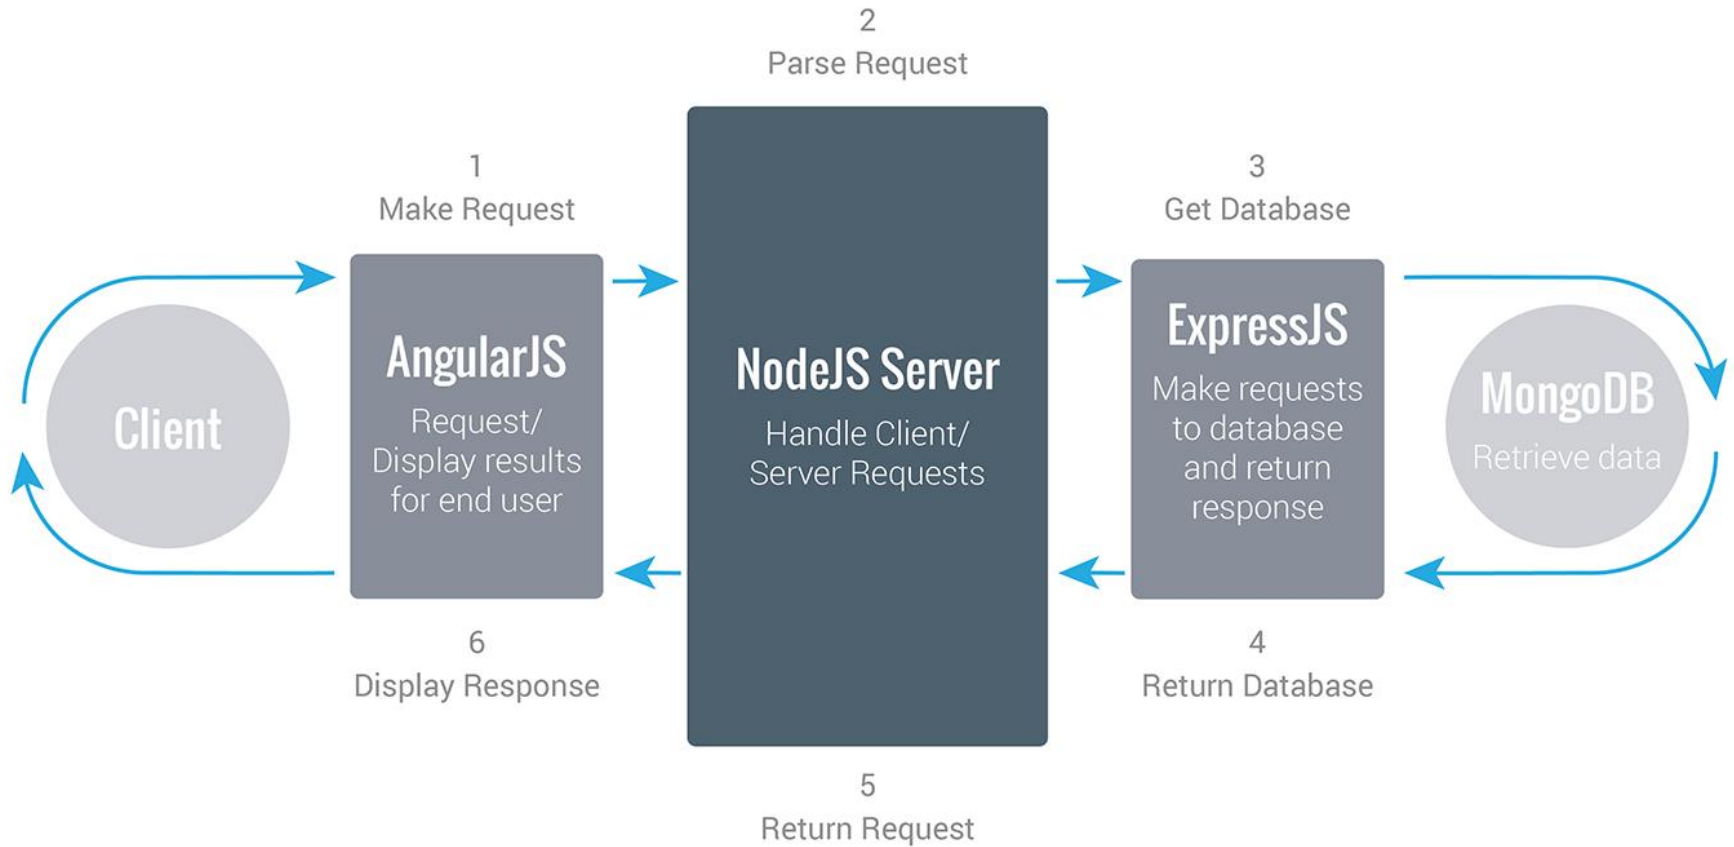 2
Parse Request
1
Make Request
3
Get Database
Client
AngularJS
Request/
Display results
for end user
NodeJS Server
Handle Client/
Server Requests
ExpressJS
Make requests
to database
and return
response
MongoDB
Retrieve data
6
Display Response
4
Return Database
5
Return Request